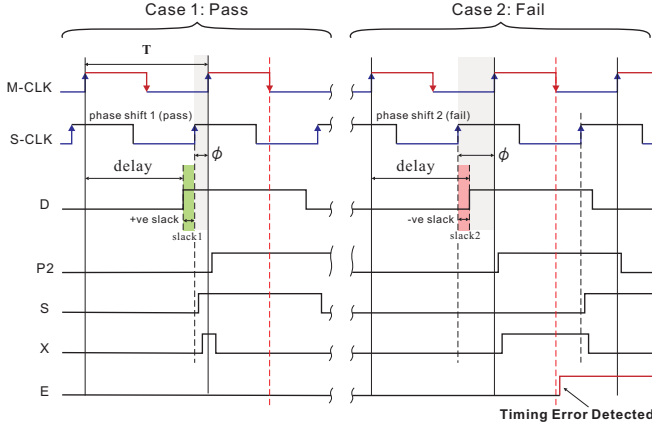 Case 1: Pass
Case 2: Fail
T
M-CLK
phase shift 1 (pass)
phase shift 2 (fail)
S-CLK
ϕ
ϕ
delay
delay
D
+ve slack
-ve slack
slack1
slack2
P2
S
X
E
Timing Error Detected